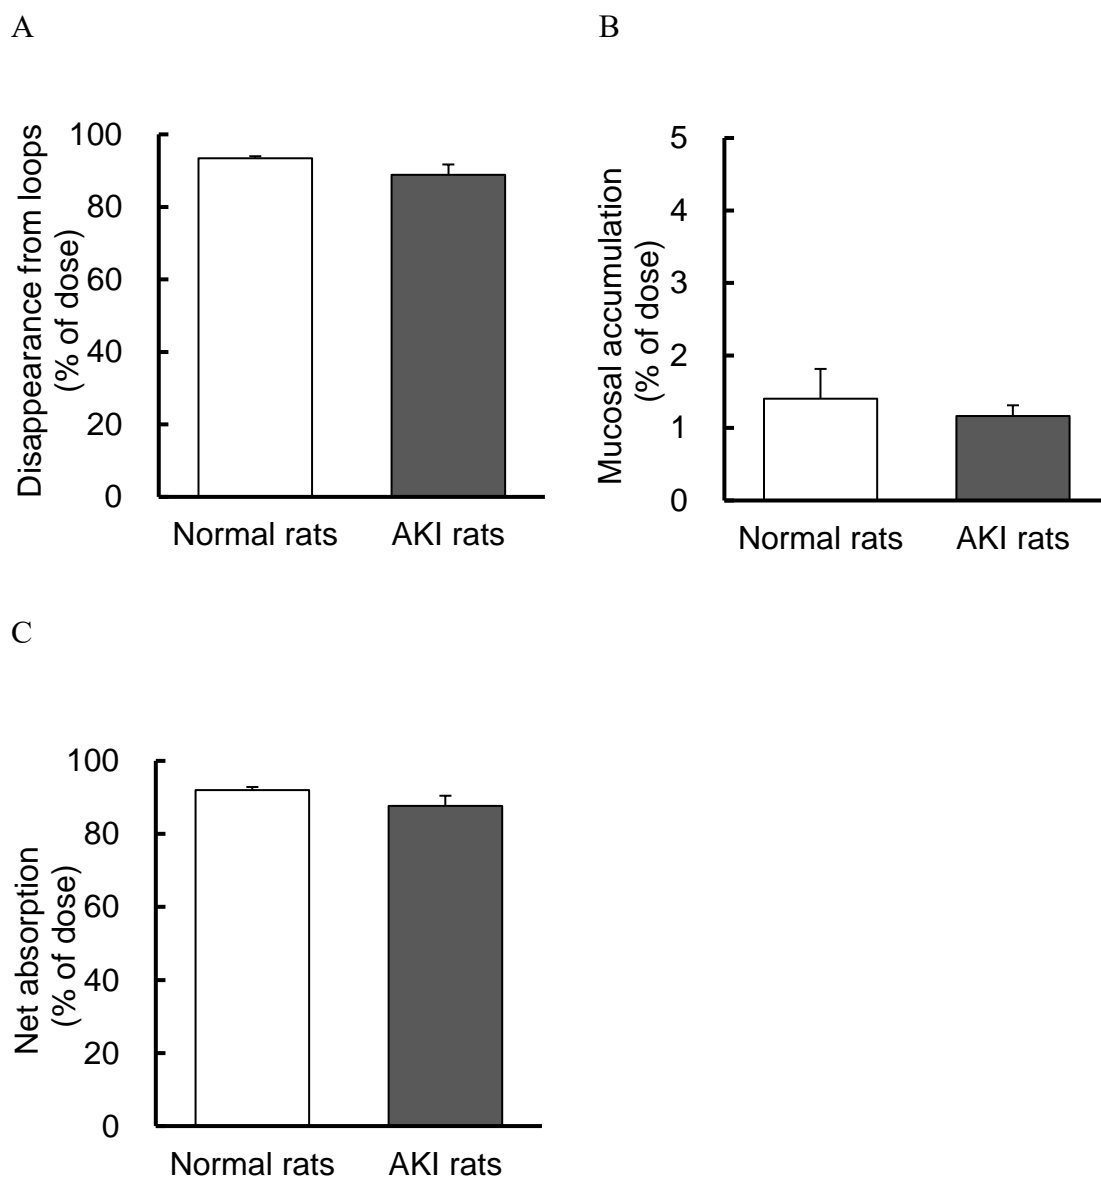 A
Disappearance from loops
(% of dose)
100
80
60
40
20
0
Normal rats
AKI rats
B
Mucosal accumulation
(% of dose)
5
4
3
2
1
0
Normal rats
AKI rats
C
Net absorption
(% of dose)
100
80
60
40
20
0
Normal rats
AKI rats